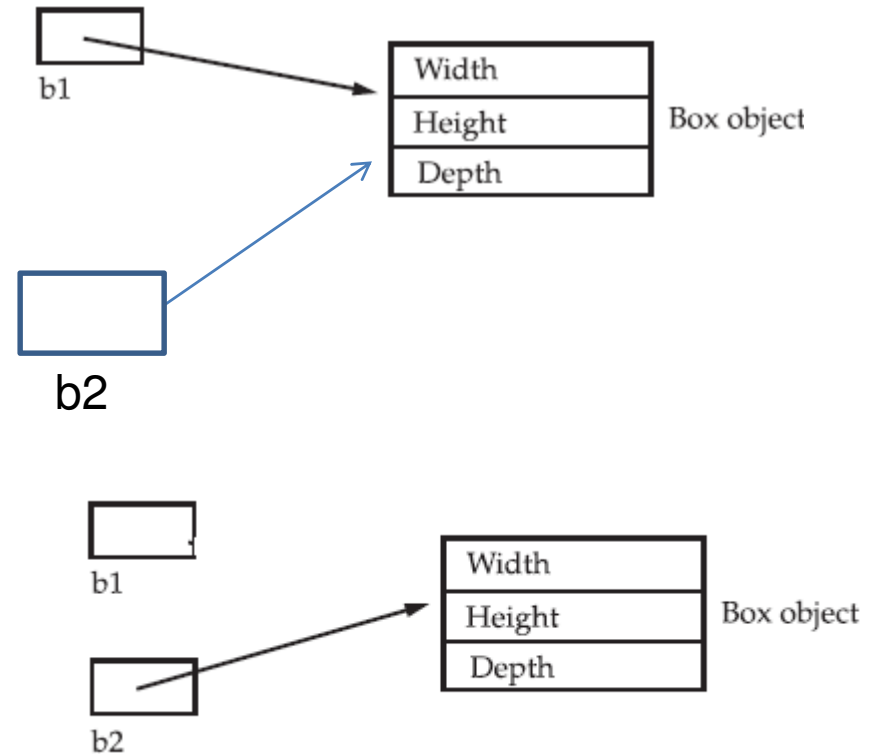 b1
Width
Height
Depth
Box object
b2
b1
Width
Height
Depth
Box object
b2